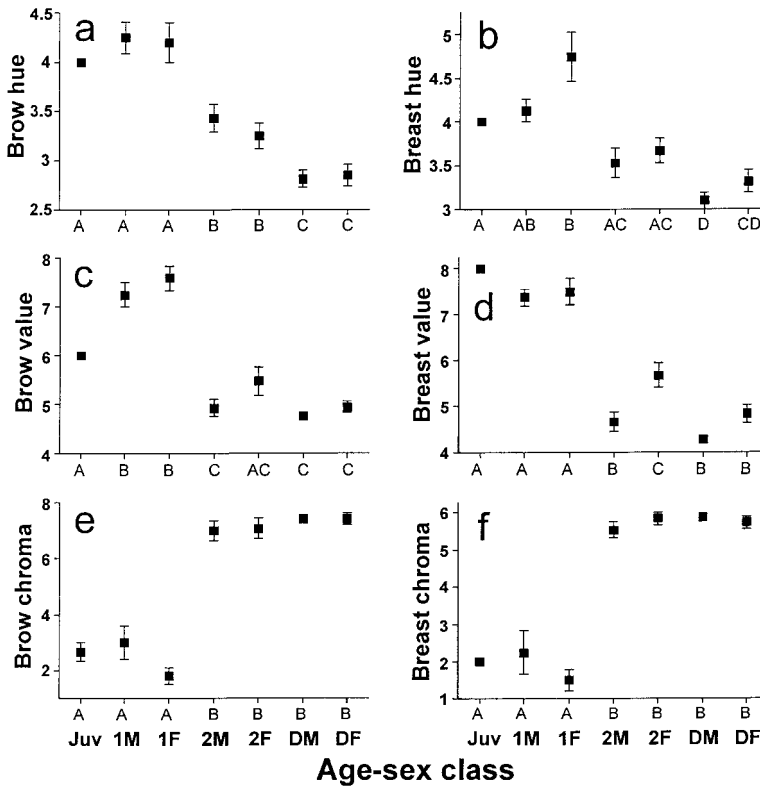 a
Brow hue
4.5
4
3.5
3
2.5
A A A B B C C
b
Breast hue
5
4.5
4
3.5
3
A AB B AC AC D CD
c
Brow value
8
7
6
5
4
A B B C AC C C
d
Breast value
8
7
6
5
4
A A A B C B B
e
Brow chroma
8
6
4
2
A A A B B B B
Juv 1M 1F 2M 2F DM DF
f
Breast chroma
6
5
4
3
2
1
A A A B B B B
Juv 1M 1F 2M 2F DM DF
Age-sex class